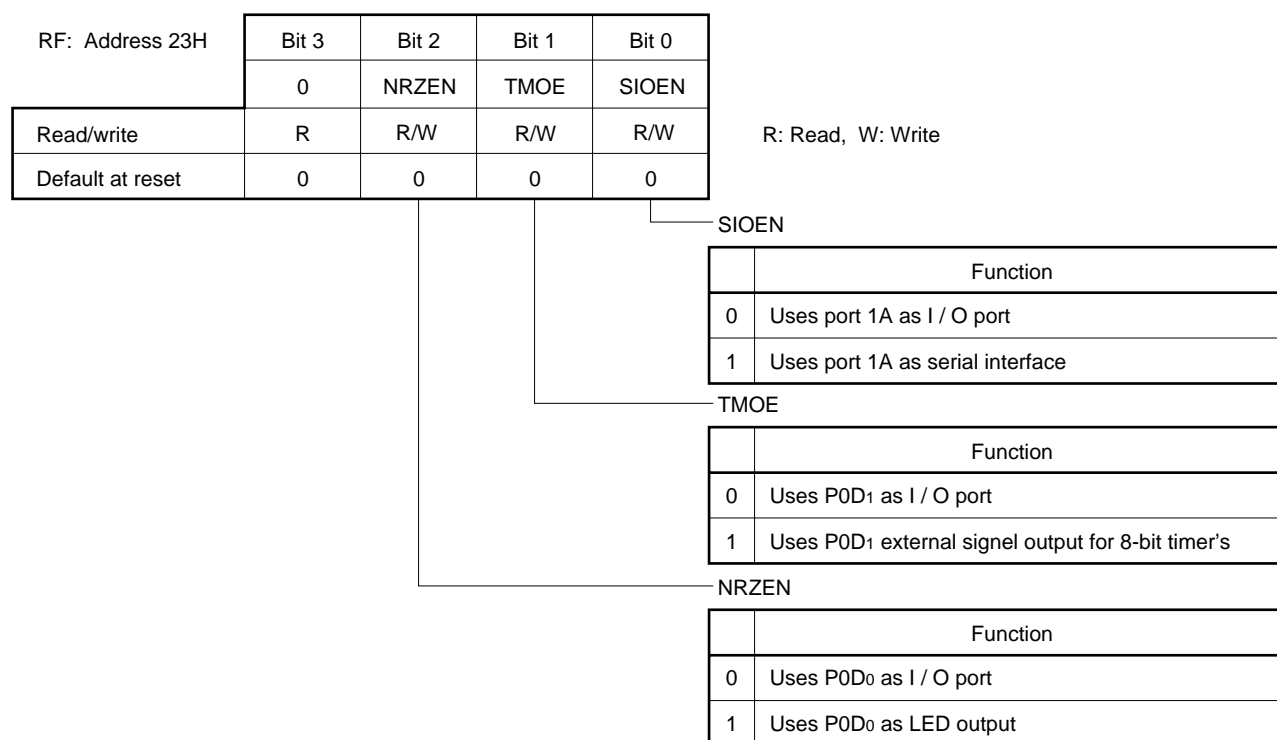 RF: Address 23H Bit 3 Bit 2 Bit 1 Bit 0
0 NRZEN TMOE SIOEN
Read/write R R/W R/W R/W R: Read, W: Write
Default at reset 0 0 0 0
SIOEN
Function
0 Uses port 1A as I / O port
1 Uses port 1A as serial interface
TMOE
Function
0 Uses P0D1 as I / O port
1 Uses P0D1 external signel output for 8-bit timer's
NRZEN
Function
0 Uses P0D0 as I / O port
1 Uses P0D0 as LED output